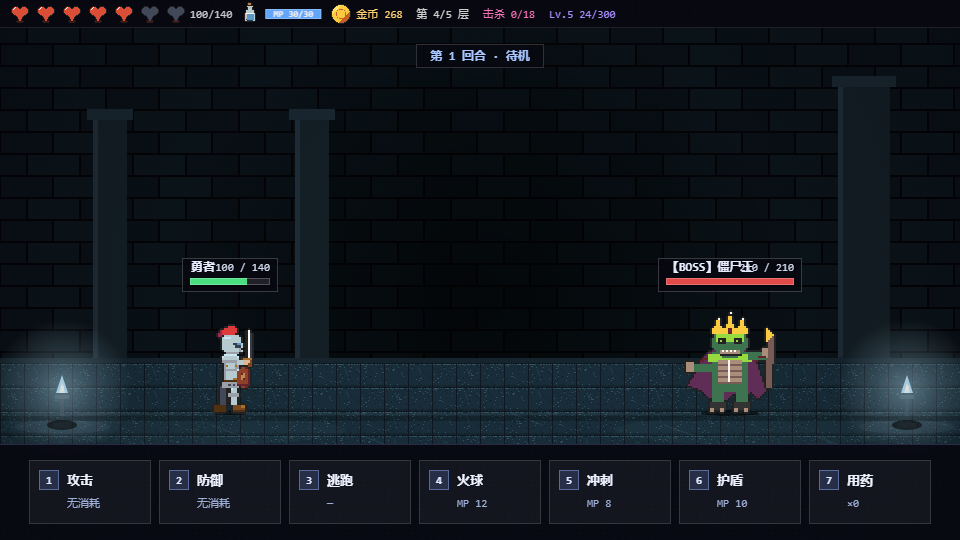 100/140 MP 30/30 金币 268 第 4/5 层 击杀 0/18 Lv.5 24/300
第 1 回合 · 待机
勇者100 / 140
【BOSS】僵尸王210 / 210
1 攻击
无消耗
2 防御
无消耗
3 逃跑
—
4 火球
MP 12
5 冲刺
MP 8
6 护盾
MP 10
7 用药
×0